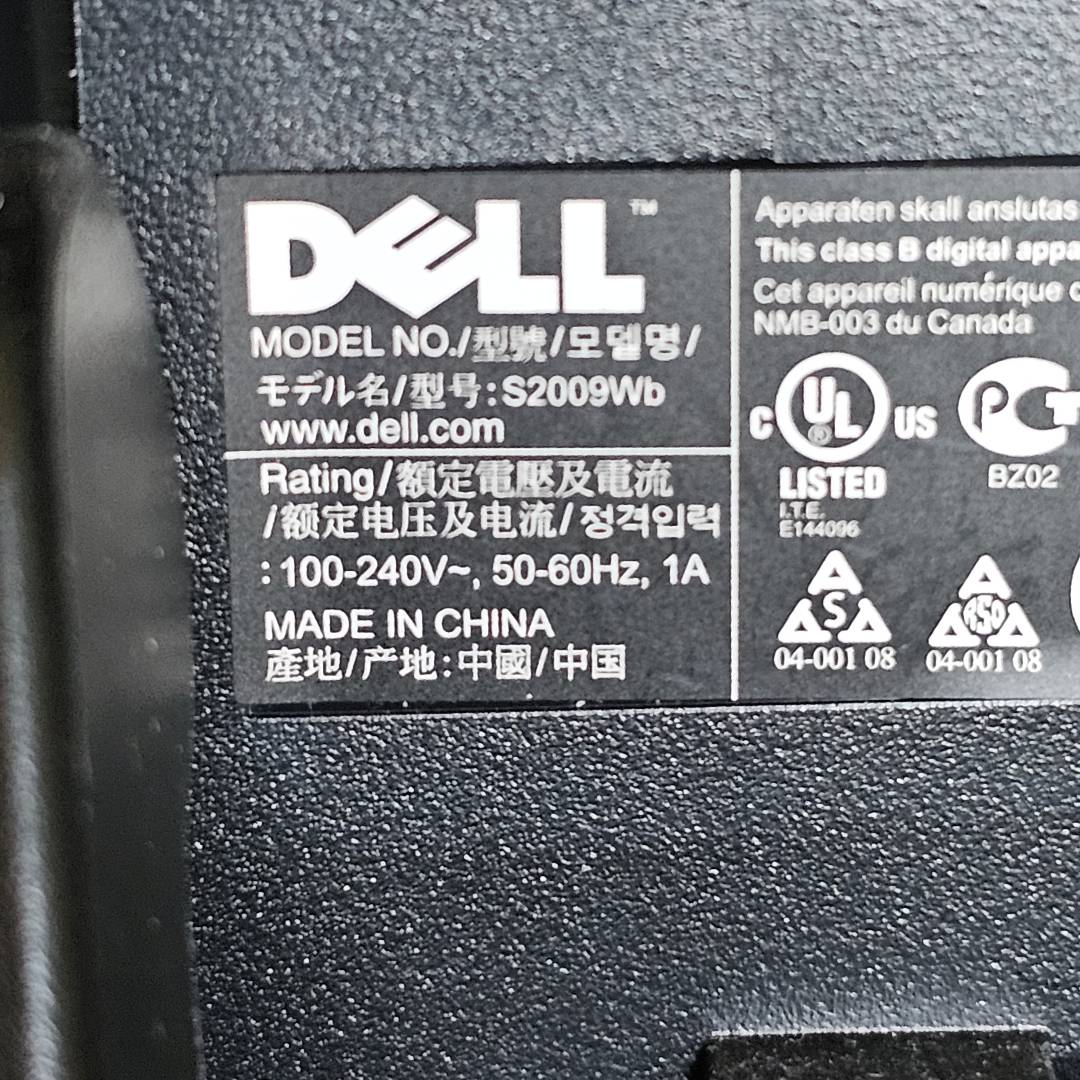 DELL™
MODEL NO./型號/모델명/
モデル名/型号:S2009Wb
www.dell.com
Rating/額定電壓及電流
/额定电压及电流/정격입력
: 100-240V~, 50-60Hz, 1A
MADE IN CHINA
產地/产地:中國/中国
Apparaten skall anslutas
This class B digital appa
Cet appareil numérique c
NMB-003 du Canada
C UL ® US
LISTED
I.T.E.
E144096
PCT
BZ02
S
04-001 08
RSO
04-001 08